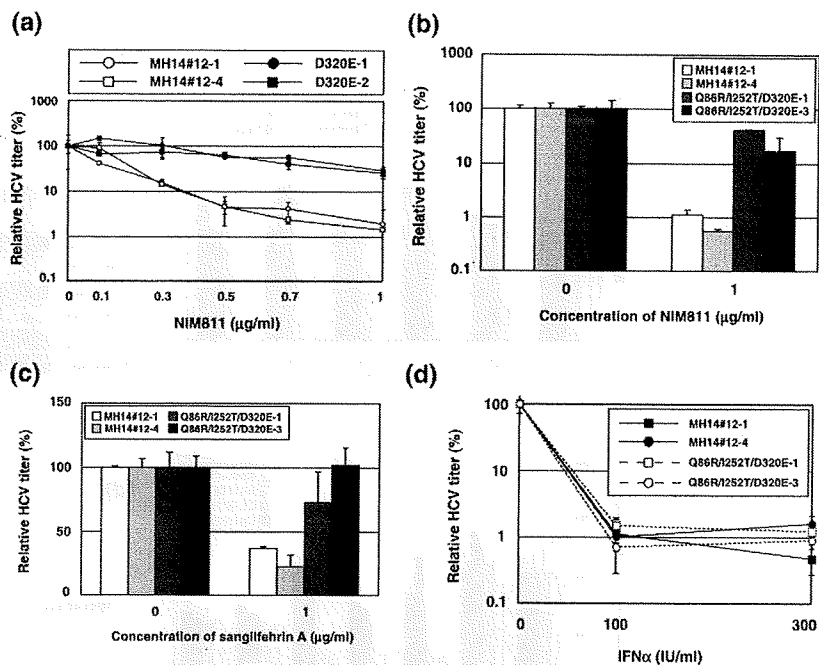 (a)
MH14#12-1 D320E-1
MH14#12-4 D320E-2
Relative HCV titer (%)
1000
100
10
1
0.1
0 0.1 0.3 0.5 0.7 1
NIM811 (μg/ml)
(b)
Relative HCV titer (%)
1000
100
10
1
0.1
MH14#12-1
MH14#12-4
Q86R/I252T/D320E-1
Q86R/I252T/D320E-3
0 1
Concentration of NIM811 (μg/ml)
(c)
Relative HCV titer (%)
150
100
50
0
MH14#12-1 Q86R/I252T/D320E-1
MH14#12-4 Q86R/I252T/D320E-3
0 1
Concentration of sanglifehrin A (μg/ml)
(d)
Relative HCV titer (%)
100
10
1
0.1
MH14#12-1
MH14#12-4
Q86R/I252T/D320E-1
Q86R/I252T/D320E-3
0 100 300
IFNα (IU/ml)